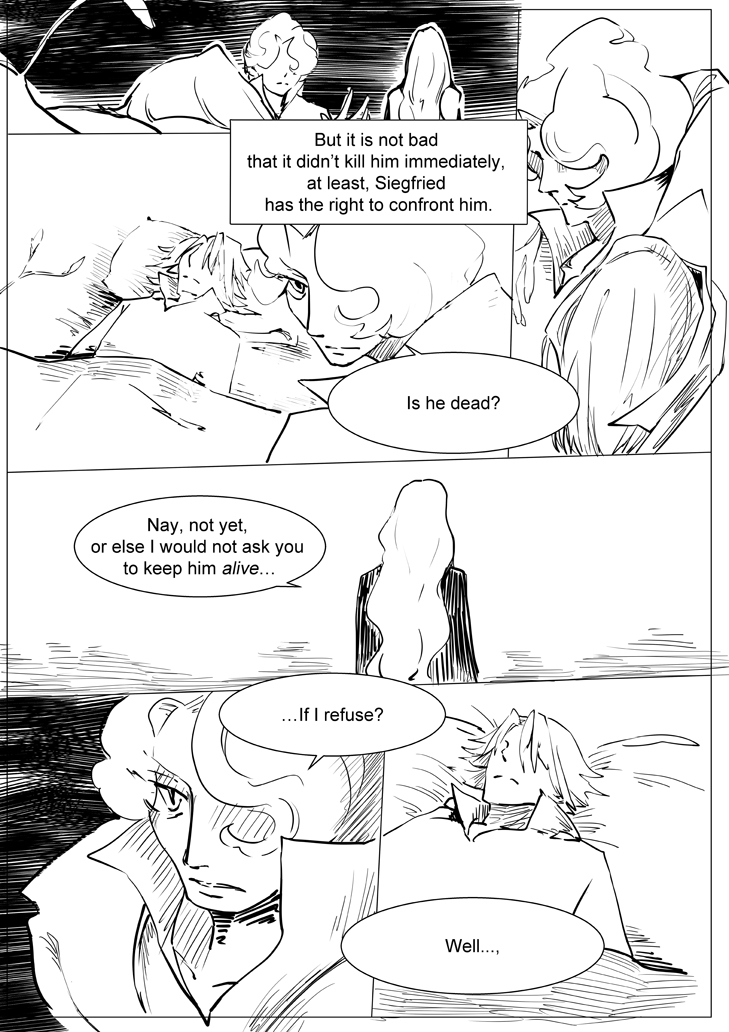 But it is not bad
that it didn't kill him immediately,
at least, Siegfried
has the right to confront him.
Is he dead?
Nay, not yet,
or else I would not ask you
to keep him alive...
...If I refuse?
Well...,